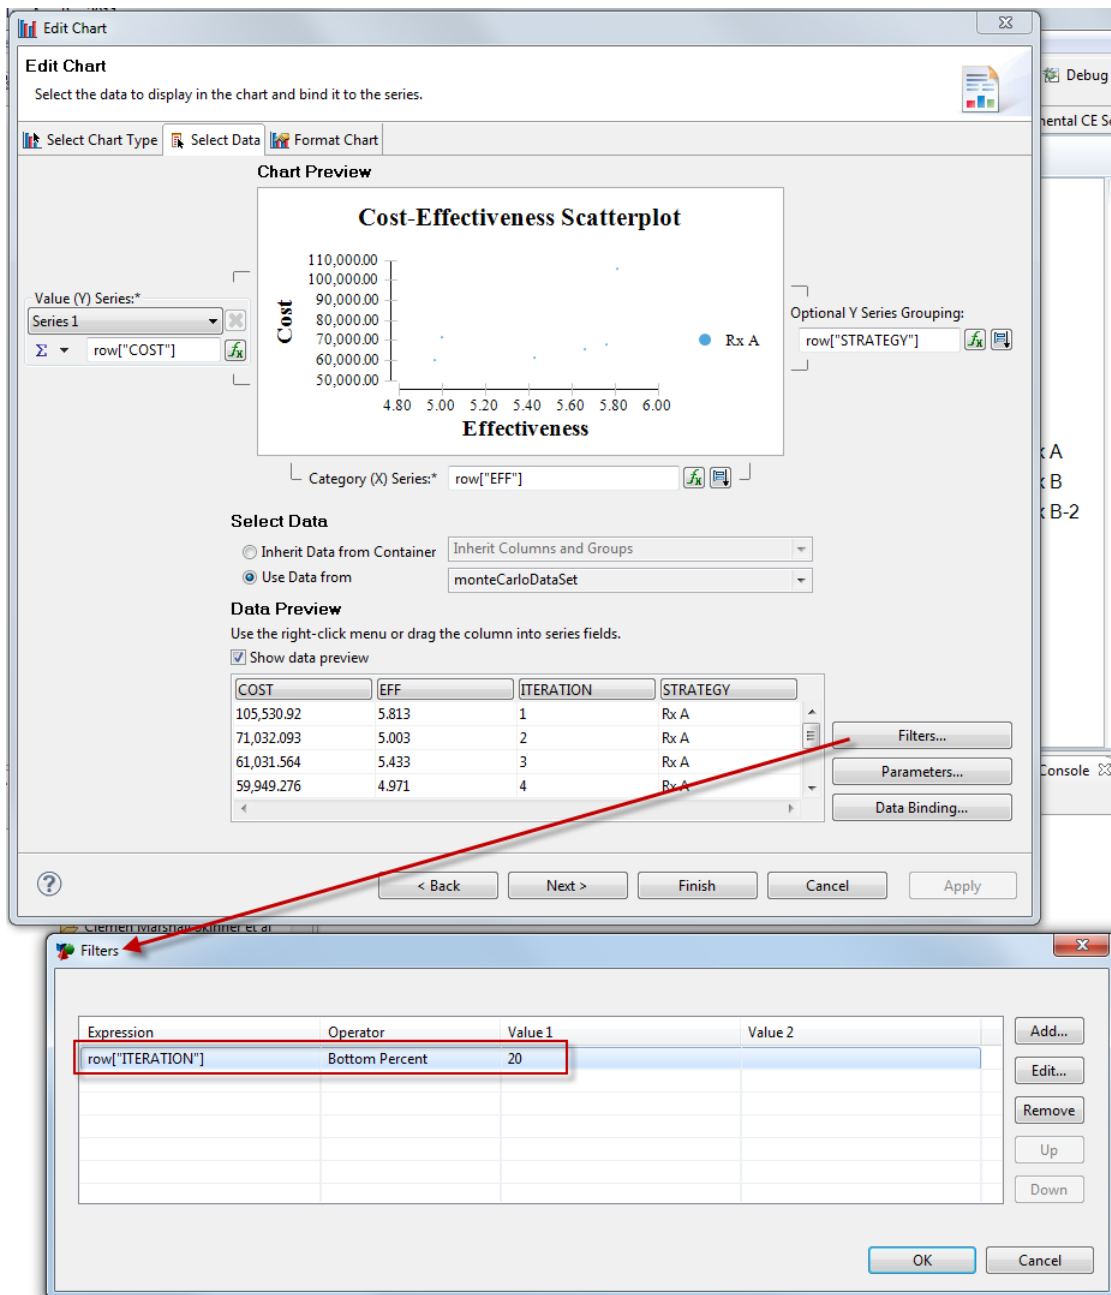 Edit Chart
Edit Chart
Select the data to display in the chart and bind it to the series.
Debug
Select Chart Type
Select Data
Format Chart
Chart Preview
Cost-Effectiveness Scatterplot
110,000.00
100,000.00
90,000.00
80,000.00
70,000.00
60,000.00
50,000.00
Cost
4.80 5.00 5.20 5.40 5.60 5.80 6.00
Effectiveness
Rx A
Value (Y) Series:*
Series 1
Σ row["COST"]
Optional Y Series Grouping:
row["STRATEGY"]
Category (X) Series:* row["EFF"]
A
B
B-2
Select Data
Inherit Data from Container Inherit Columns and Groups
Use Data from monteCarloDataSet
Data Preview
Use the right-click menu or drag the column into series fields.
Show data preview
COST EFF ITERATION STRATEGY
105,530.92 5.813 1 Rx A
71,032.093 5.003 2 Rx A
61,031.564 5.433 3 Rx A
59,949.276 4.971 4 Rx A
Filters...
Parameters...
Data Binding...
Console
? < Back Next > Finish Cancel Apply
Clemen Marshall Skinner et al
Filters
Expression Operator Value 1 Value 2
row["ITERATION"] Bottom Percent 20
Add...
Edit...
Remove
Up
Down
OK Cancel